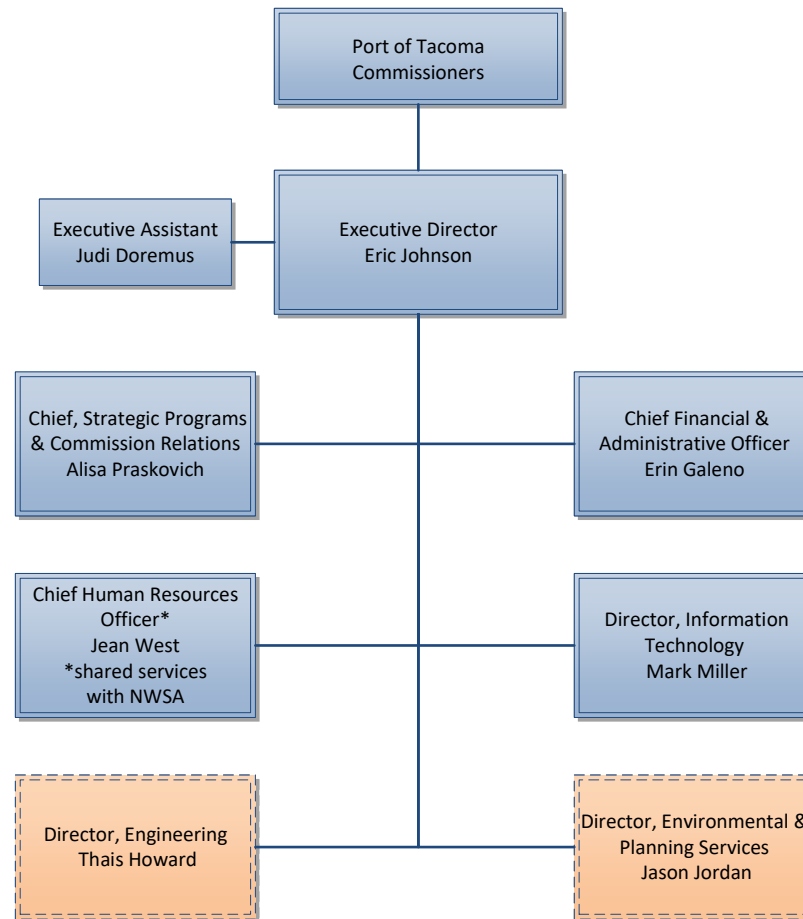 Port of Tacoma
Commissioners
Executive Assistant
Judi Doremus
Executive Director
Eric Johnson
Chief, Strategic Programs
& Commission Relations
Alisa Praskovich
Chief Financial &
Administrative Officer
Erin Galeno
Chief Human Resources
Officer*
Jean West
*shared services
with NWSA
Director, Information
Technology
Mark Miller
Director, Engineering
Thais Howard
Director, Environmental &
Planning Services
Jason Jordan